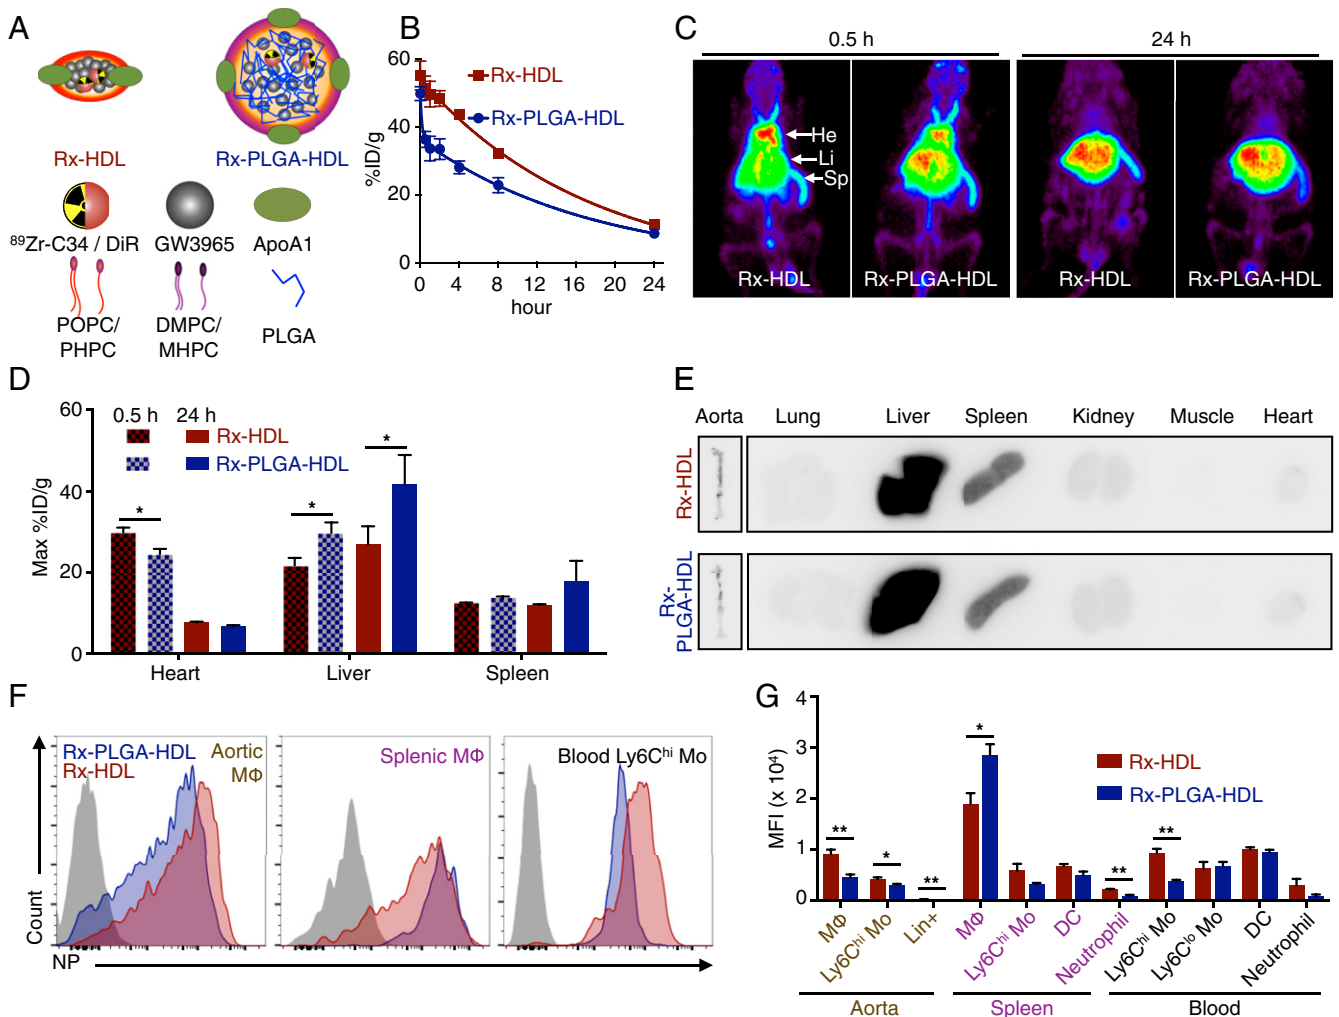 A
Rx-HDL
Rx-PLGA-HDL
⁸⁹Zr-C34 / DiR
GW3965
ApoA1
POPC/
PHPC
DMPC/
MHPC
PLGA
B
%ID/g
60
40
20
0
Rx-HDL
Rx-PLGA-HDL
0 4 8 12 16 20 24
hour
C
0.5 h
24 h
He
Li
Sp
Rx-HDL
Rx-PLGA-HDL
Rx-HDL
Rx-PLGA-HDL
D
Max %ID/g
60
40
20
0
0.5 h 24 h
Rx-HDL
Rx-PLGA-HDL
*
*
*
Heart
Liver
Spleen
E
Aorta Lung Liver Spleen Kidney Muscle Heart
Rx-HDL
Rx-
PLGA-HDL
F
Rx-PLGA-HDL
Rx-HDL
Aortic
MΦ
Splenic MΦ
Blood Ly6Cʰⁱ Mo
Count
NP
G
MFI (x 10⁴)
4
3
2
1
0
Rx-HDL
Rx-PLGA-HDL
**
*
**
*
**
**
MΦ
Ly6Cʰⁱ Mo
Lin+
MΦ
Ly6Cʰⁱ Mo
DC
Neutrophil
Ly6Cʰⁱ Mo
Ly6Cˡᵒ Mo
DC
Neutrophil
Aorta
Spleen
Blood